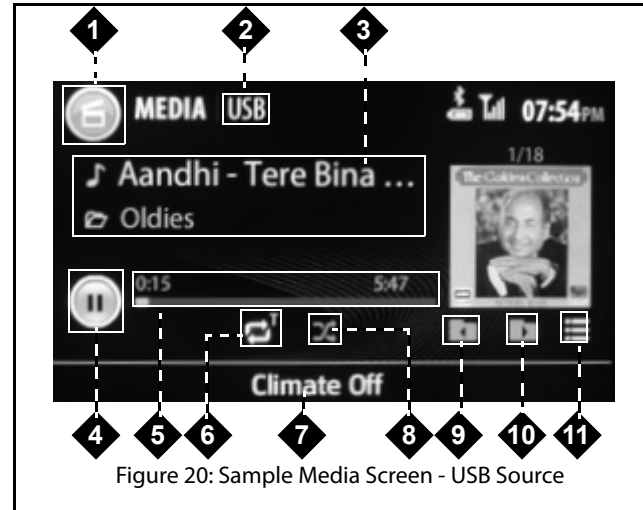 1 2 3
MEDIA USB 07:54PM
1/18
Aandhi - Tere Bina ...
Oldies
The Golden Collection
0:15 5:47
T
Climate Off
4 5 6 7 8 9 10 11
Figure 20: Sample Media Screen - USB Source